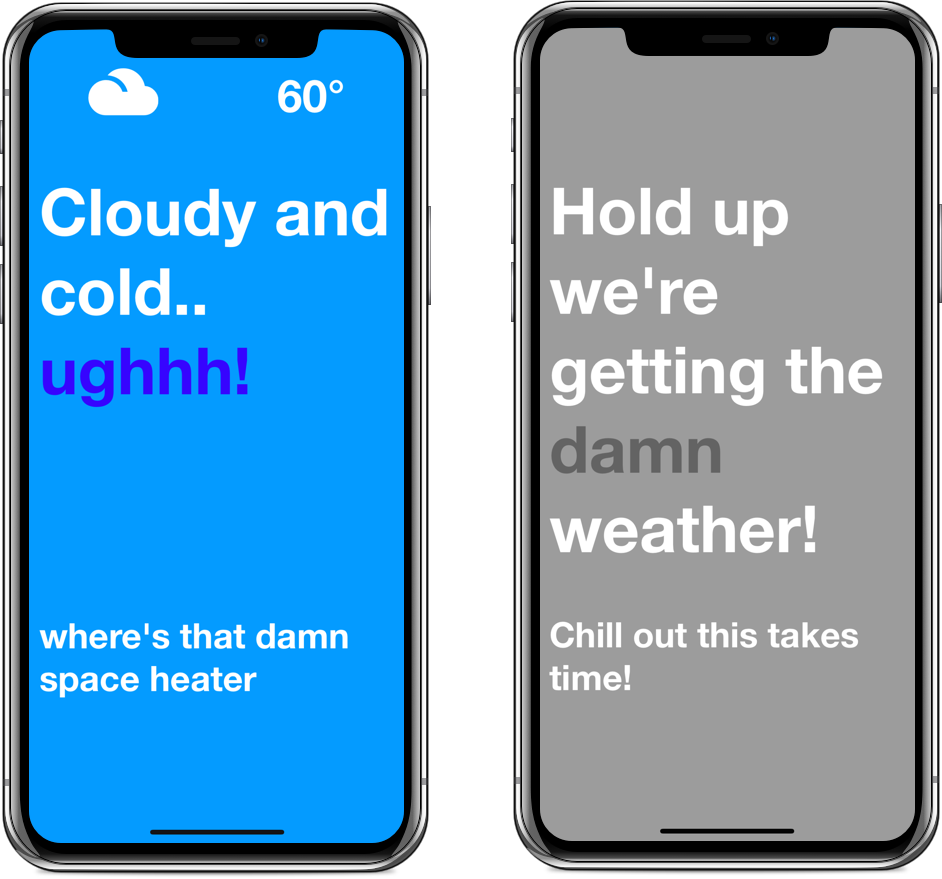 60°
Cloudy and
cold..
ughhh!
where's that damn
space heater
Hold up
we're
getting the
damn
weather!
Chill out this takes
time!